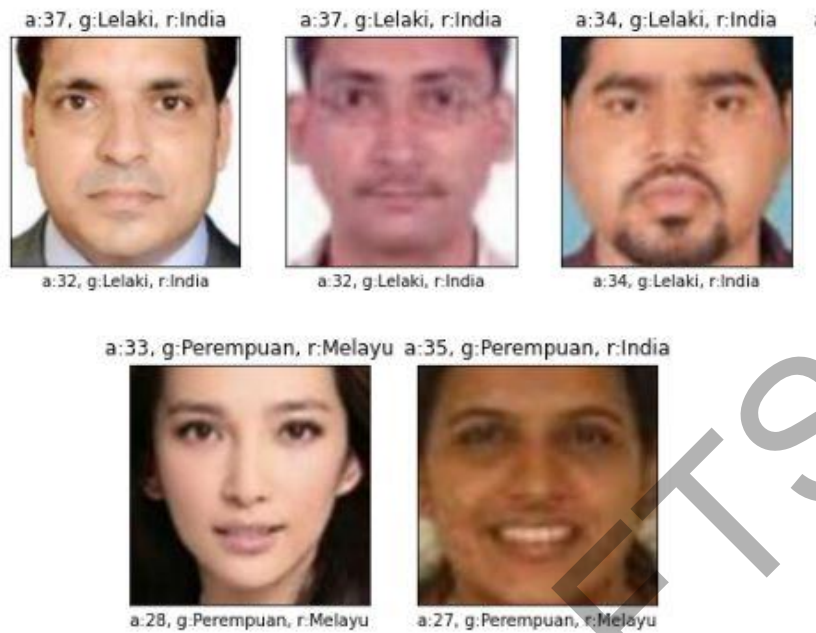 a:37, g:Lelaki, r:India
a:37, g:Lelaki, r:India
a:34, g:Lelaki, r:India
a:32, g:Lelaki, r:India
a:32, g:Lelaki, r:India
a:34, g:Lelaki, r:India
a:33, g:Perempuan, r:Melayu
a:35, g:Perempuan, r:India
a:28, g:Perempuan, r:Melayu
a:27, g:Perempuan, r:Melayu
ETS